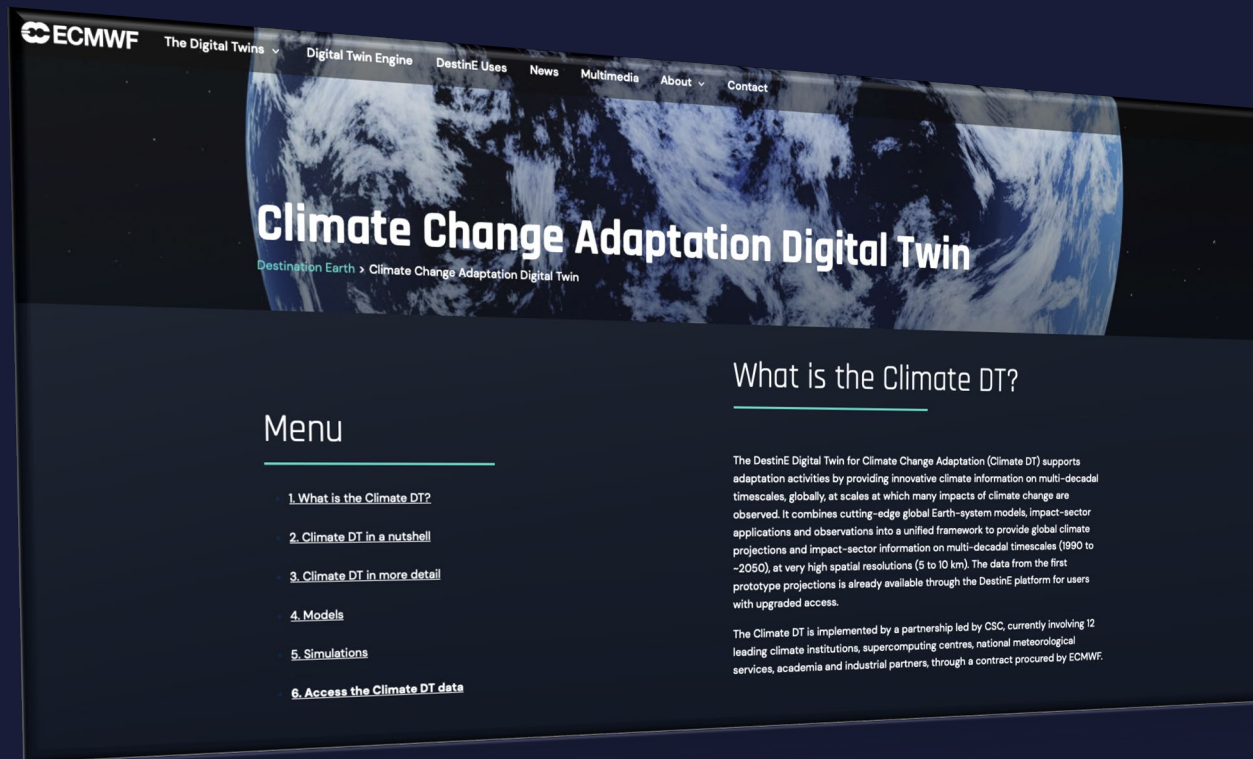 ECMWF
The Digital Twins
Digital Twin Engine
DestinE Uses
News
Multimedia
About
Contact
Climate Change Adaptation Digital Twin
Destination Earth > Climate Change Adaptation Digital Twin
Menu
1. What is the Climate DT?
2. Climate DT in a nutshell
3. Climate DT in more detail
4. Models
5. Simulations
6. Access the Climate DT data
What is the Climate DT?
The DestinE Digital Twin for Climate Change Adaptation (Climate DT) supports
adaptation activities by providing innovative climate information on multi-decadal
timescales, globally, at scales at which many impacts of climate change are
observed. It combines cutting-edge global Earth-system models, impact-sector
applications and observations into a unified framework to provide global climate
projections and impact-sector information on multi-decadal timescales (1990 to
~2050), at very high spatial resolutions (5 to 10 km). The data from the first
prototype projections is already available through the DestinE platform for users
with upgraded access.
The Climate DT is implemented by a partnership led by CSC, currently involving 12
leading climate institutions, supercomputing centres, national meteorological
services, academia and industrial partners, through a contract procured by ECMWF.